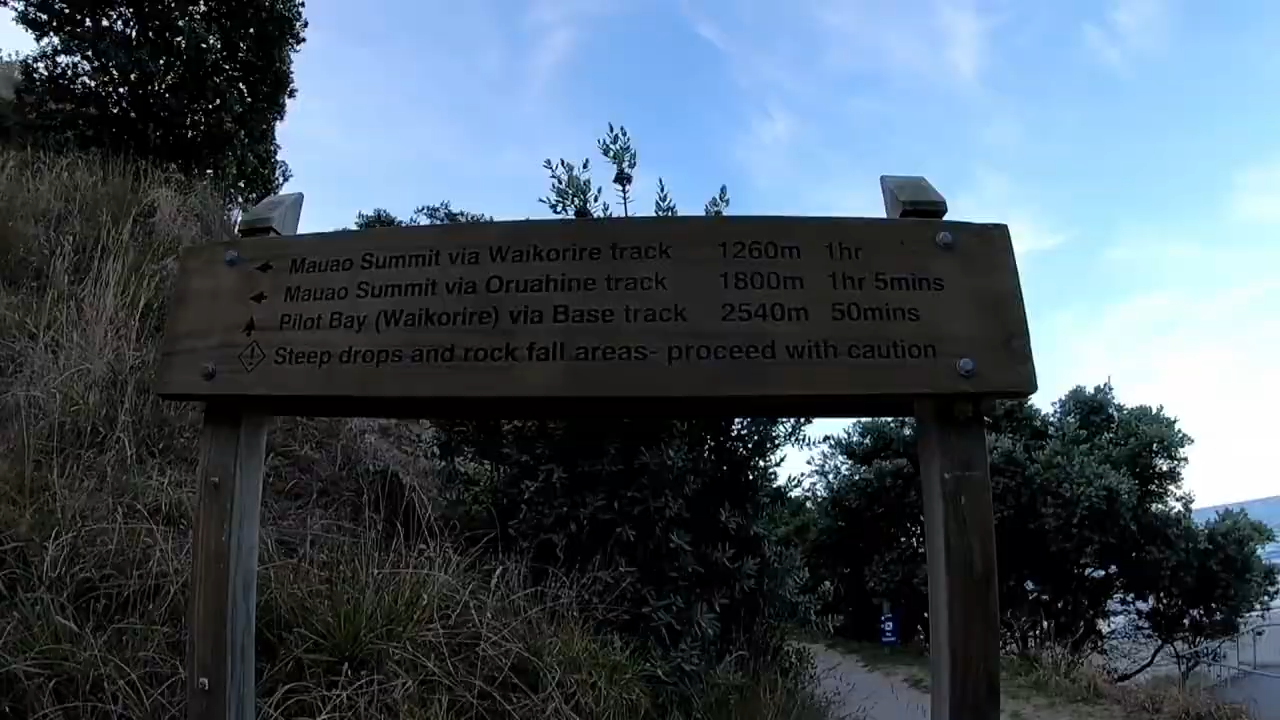 Mauao Summit via Waikorire track 1260m 1hr
Mauao Summit via Oruahine track 1800m 1hr 5mins
Pilot Bay (Waikorire) via Base track 2540m 50mins
Steep drops and rock fall areas- proceed with caution